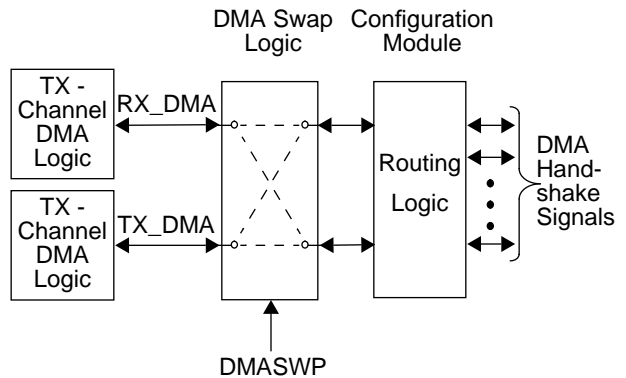 DMA Swap
Logic
Configuration
Module
TX -
Channel
DMA
Logic
RX_DMA
TX -
Channel
DMA
Logic
TX_DMA
Routing
Logic
DMA
Hand-
shake
Signals
DMASWP